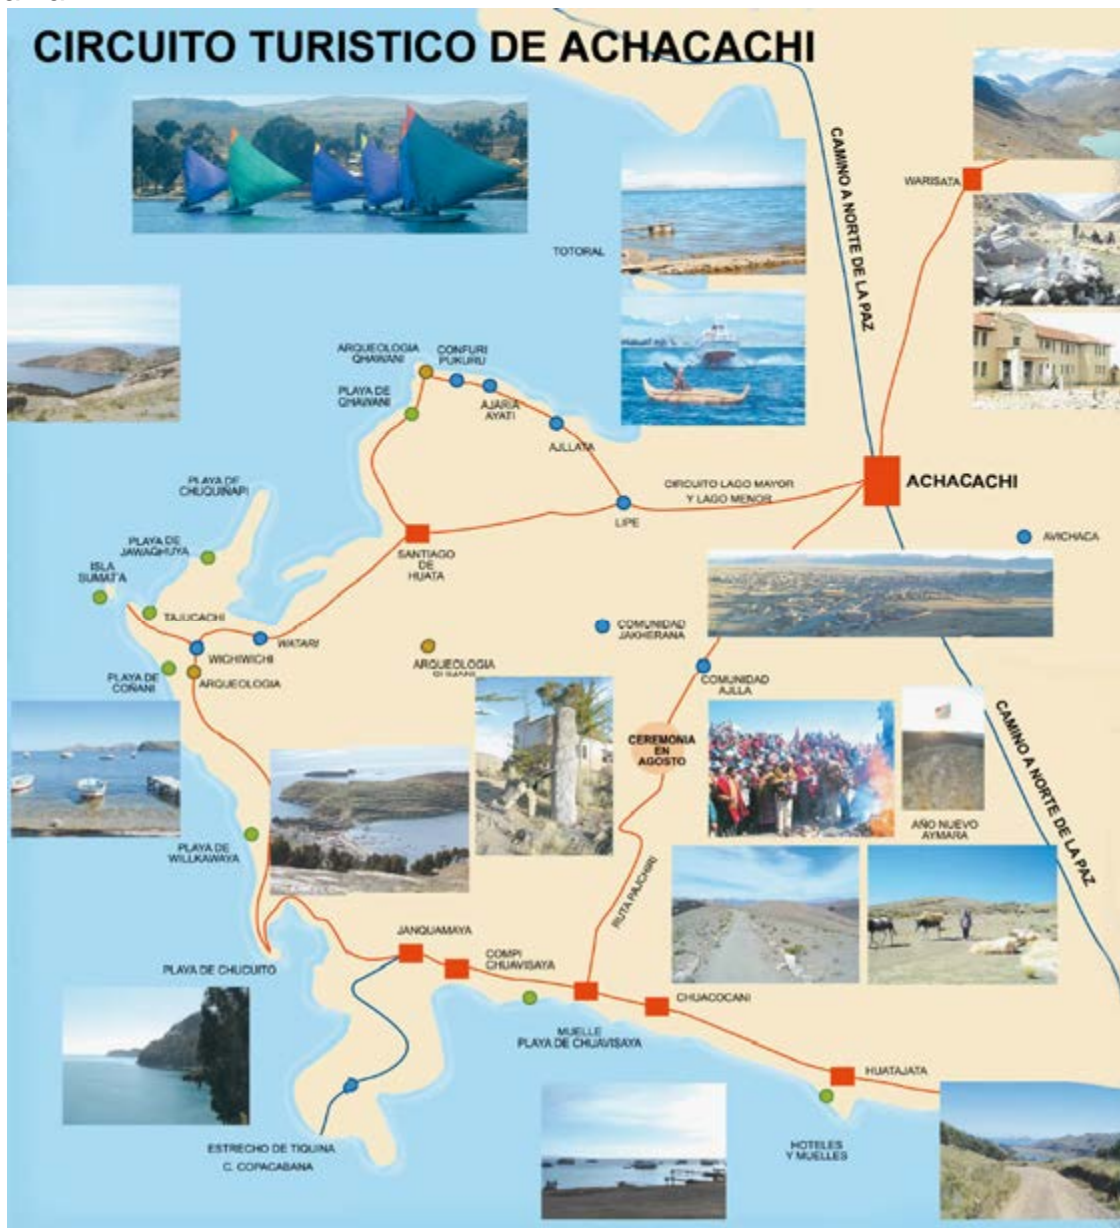 CIRCUITO TURISTICO DE ACHACACHI
CAMINO A NORTE DE LA PAZ
WARISATA
TOTORAL
ARQUEOLOGIA
QHAWANI
CONFURI
PUKURU
PLAYA DE
QHAWANI
AJARIA
AYATI
AJLLATA
CIRCUITO LAGO MAYOR
Y LAGO MENOR
ACHACACHI
LIPE
PLAYA DE
CHUQUIÑAPI
AVICHACA
PLAYA DE
JAWAQHUYA
SANTIAGO
DE
HUATA
ISLA
SUMAT'A
TAJUCACHI
COMUNIDAD
JAKHERANA
WATARI
WICHIWICHI
ARQUEOLOGIA
PLAYA DE
COÑANI
ARQUEOLOGIA
COMUNIDAD
AJLLA
CEREMONIA
EN
AGOSTO
CAMINO A NORTE DE LA PAZ
AÑO NUEVO
AYMARA
PLAYA DE
WILLKAWAYA
RUTA PAJCHIRI
JANQUAMAYA
COMPI
CHUAVISAYA
PLAYA DE CHUCUITO
CHUACOCANI
MUELLE
PLAYA DE CHUAVISAYA
HUATAJATA
ESTRECHO DE TIQUINA
C. COPACABANA
HOTELES
Y MUELLES